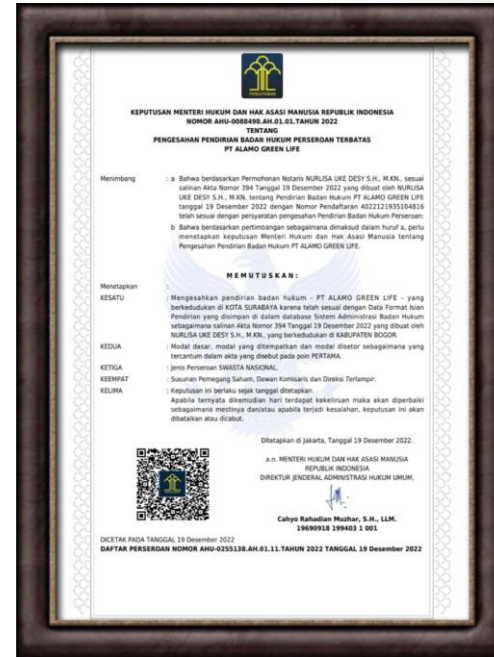 PENGAYOMAN
KEPUTUSAN MENTERI HUKUM DAN HAK ASASI MANUSIA REPUBLIK INDONESIA
NOMOR AHU-0088498.AH.01.01.TAHUN 2022
TENTANG
PENGESAHAN PENDIRIAN BADAN HUKUM PERSEROAN TERBATAS
PT ALAMO GREEN LIFE
Menimbang : a Bahwa berdasarkan Permohonan Notaris NURLISA UKE DESY S.H., M.KN., sesuai
salinan Akta Nomor 394 Tanggal 19 Desember 2022 yang dibuat oleh NURLISA
UKE DESY S.H., M.KN. tentang Pendirian Badan Hukum PT ALAMO GREEN LIFE
tanggal 19 Desember 2022 dengan Nomor Pendaftaran 4022121935104816
telah sesuai dengan persyaratan pengesahan Pendirian Badan Hukum Perseroan;
b Bahwa berdasarkan pertimbangan sebagaimana dimaksud dalam huruf a, perlu
menetapkan keputusan Menteri Hukum dan Hak Asasi Manusia tentang
Pengesahan Pendirian Badan Hukum PT ALAMO GREEN LIFE.
M E M U T U S K A N :
Menetapkan :
KESATU : Mengesahkan pendirian badan hukum - PT ALAMO GREEN LIFE - yang
berkedudukan di KOTA SURABAYA karena telah sesuai dengan Data Format Isian
Pendirian yang disimpan di dalam database Sistem Administrasi Badan Hukum
sebagaimana salinan Akta Nomor 394 Tanggal 19 Desember 2022 yang dibuat oleh
NURLISA UKE DESY S.H., M.KN., yang berkedudukan di KABUPATEN BOGOR.
KEDUA : Modal dasar, modal yang ditempatkan dan modal disetor sebagaimana yang
tercantum dalam akta yang disebut pada poin PERTAMA.
KETIGA : Jenis Perseroan SWASTA NASIONAL.
KEEMPAT : Susunan Pemegang Saham, Dewan Komisaris dan Direksi Terlampir.
KELIMA : Keputusan ini berlaku sejak tanggal ditetapkan.
Apabila ternyata dikemudian hari terdapat kekeliruan maka akan diperbaiki
sebagaimana mestinya dan/atau apabila terjadi kesalahan, keputusan ini akan
dibatalkan atau dicabut.
Ditetapkan di Jakarta, Tanggal 19 Desember 2022.
a.n. MENTERI HUKUM DAN HAK ASASI MANUSIA
REPUBLIK INDONESIA
DIREKTUR JENDERAL ADMINISTRASI HUKUM UMUM,
Cahyo Rahadian Muzhar, S.H., LLM.
19690918 199403 1 001
DICETAK PADA TANGGAL 19 Desember 2022
DAFTAR PERSEROAN NOMOR AHU-0255138.AH.01.11.TAHUN 2022 TANGGAL 19 Desember 2022